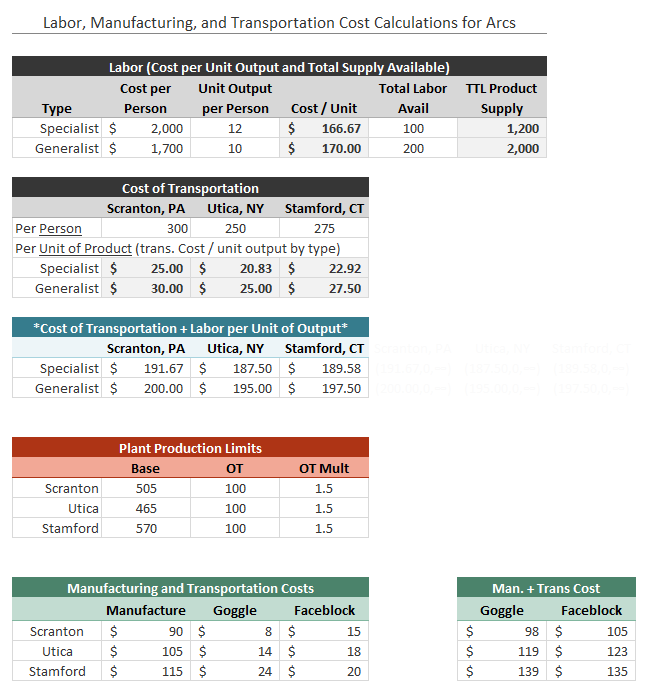 Labor, Manufacturing, and Transportation Cost Calculations for Arcs
Labor (Cost per Unit Output and Total Supply Available)
Cost per Unit Output Total Labor TTL Product
Type Person per Person Cost / Unit Avail Supply
Specialist $ 2,000 12 $ 166.67 100 1,200
Generalist $ 1,700 10 $ 170.00 200 2,000
Cost of Transportation
Scranton, PA Utica, NY Stamford, CT
Per Person 300 250 275
Per Unit of Product (trans. Cost / unit output by type)
Specialist $ 25.00 $ 20.83 $ 22.92
Generalist $ 30.00 $ 25.00 $ 27.50
*Cost of Transportation + Labor per Unit of Output*
Scranton, PA Utica, NY Stamford, CT
Specialist $ 191.67 $ 187.50 $ 189.58
Generalist $ 200.00 $ 195.00 $ 197.50
Plant Production Limits
Base OT OT Mult
Scranton 505 100 1.5
Utica 465 100 1.5
Stamford 570 100 1.5
Manufacturing and Transportation Costs Man. + Trans Cost
Manufacture Goggle Faceblock Goggle Faceblock
Scranton $ 90 $ 8 $ 15 $ 98 $ 105
Utica $ 105 $ 14 $ 18 $ 119 $ 123
Stamford $ 115 $ 24 $ 20 $ 139 $ 135